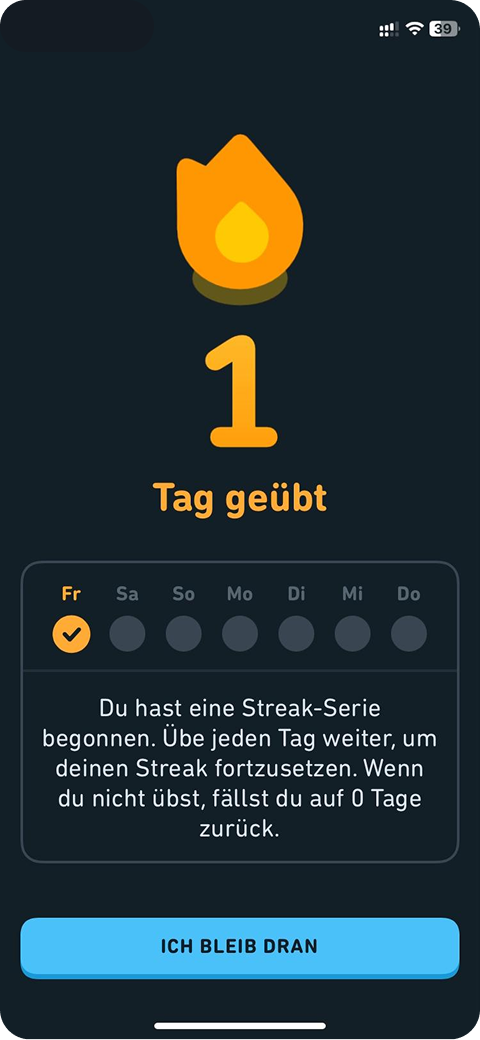 39
1
Tag geübt
Fr Sa So Mo Di Mi Do
Du hast eine Streak-Serie
begonnen. Übe jeden Tag weiter, um
deinen Streak fortzusetzen. Wenn
du nicht übst, fällst du auf 0 Tage
zurück.
ICH BLEIB DRAN